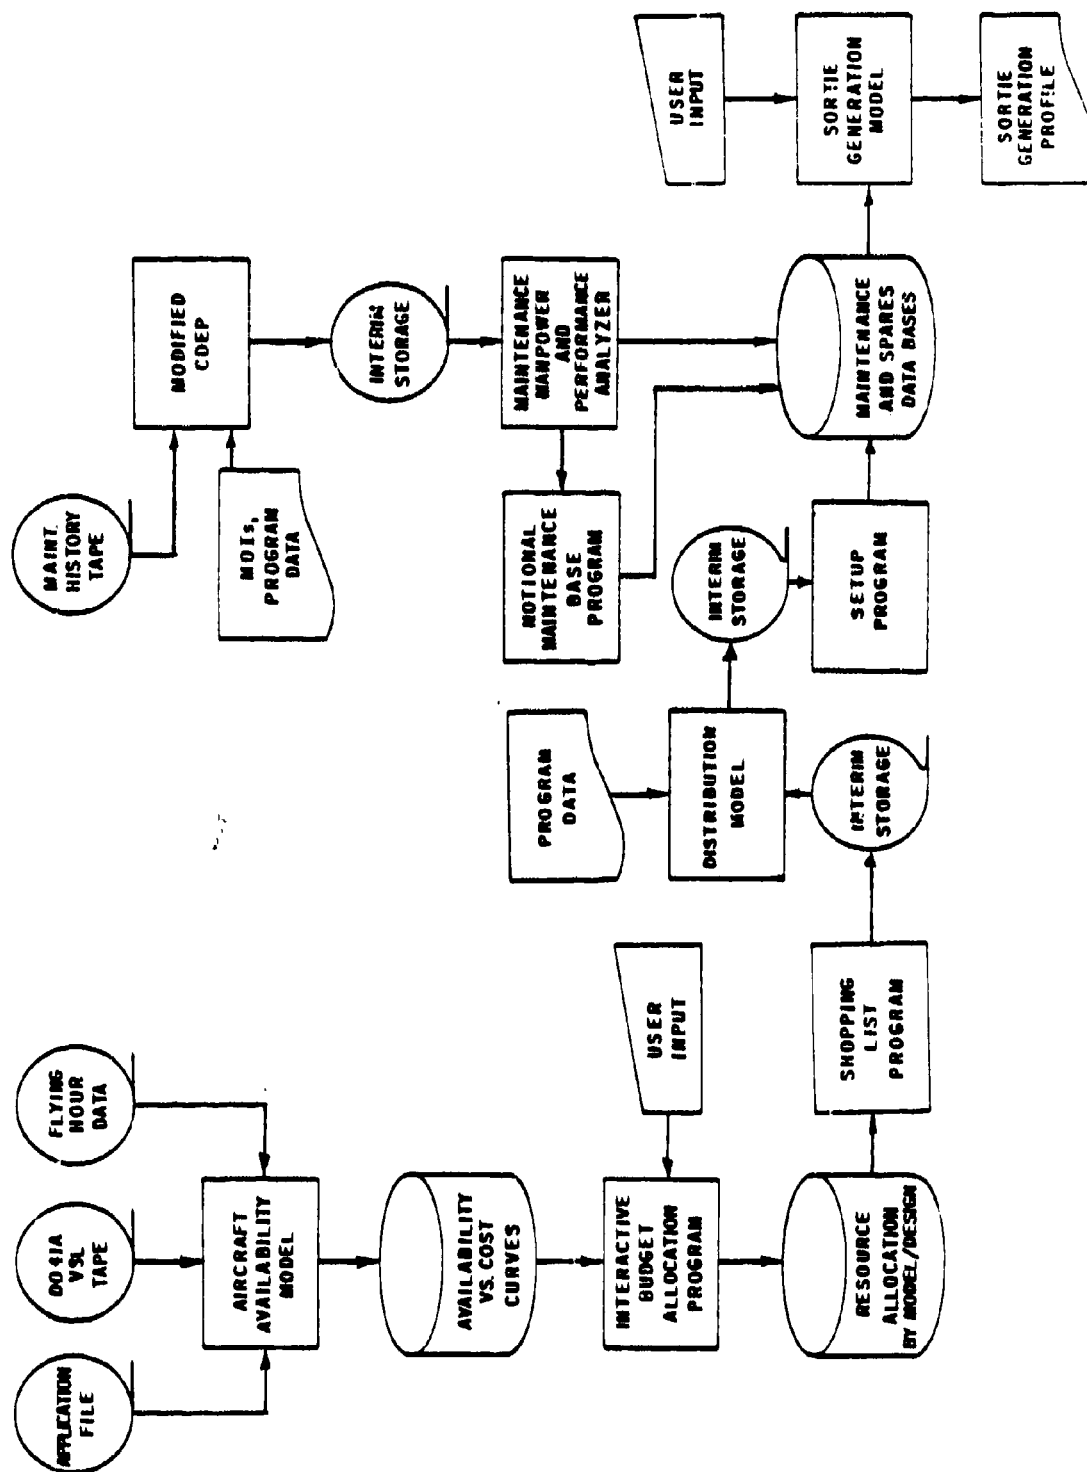 APPLICATION
FILE
DO41A
VSL
TAPE
FLYING
HOUR
DATA
AIRCRAFT
AVAILABILITY
MODEL
AVAILABILITY
VS. COST
CURVES
INTERACTIVE
BUDGET
ALLOCATION
PROGRAM
USER
INPUT
RESOURCE
ALLOCATION
BY MODEL/DESIGN
SHOPPING
LIST
PROGRAM
INTERIM
STORAGE
PROGRAM
DATA
DISTRIBUTION
MODEL
INTERIM
STORAGE
SETUP
PROGRAM
MAINT.
HISTORY
TAPE
MDIs,
PROGRAM
DATA
MODIFIED
CDEP
INTERIM
STORAGE
MAINTENANCE
MANPOWER
AND
PERFORMANCE
ANALYZER
NOTIONAL
MAINTENANCE
BASE
PROGRAM
MAINTENANCE
AND SPARES
DATA BASES
USER
INPUT
SORTIE
GENERATION
MODEL
SORTIE
GENERATION
PROFILE